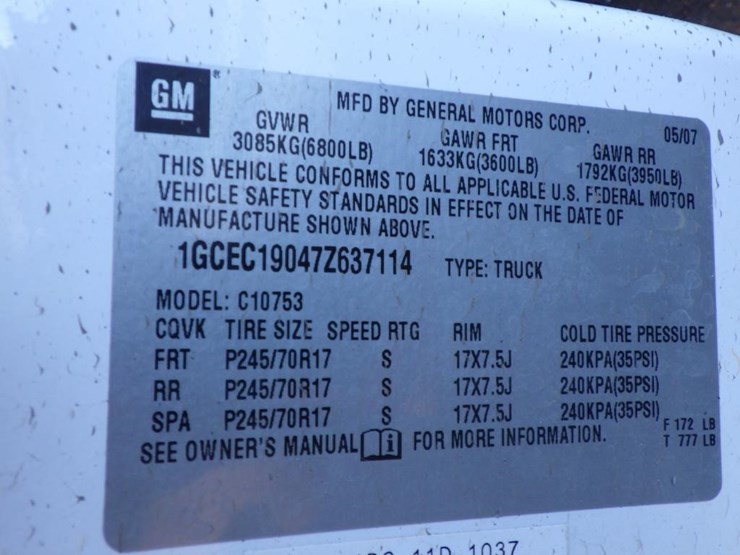 GM ®
MFD BY GENERAL MOTORS CORP. 05/07
GVWR GAWR FRT GAWR RR
3085KG(6800LB) 1633KG(3600LB) 1792KG(3950LB)
THIS VEHICLE CONFORMS TO ALL APPLICABLE U.S. FEDERAL MOTOR
VEHICLE SAFETY STANDARDS IN EFFECT ON THE DATE OF
MANUFACTURE SHOWN ABOVE.
1GCEC19047Z637114 TYPE: TRUCK
MODEL: C10753
CQVK TIRE SIZE SPEED RTG RIM COLD TIRE PRESSURE
FRT P245/70R17 S 17X7.5J 240KPA(35PSI)
RR P245/70R17 S 17X7.5J 240KPA(35PSI)
SPA P245/70R17 S 17X7.5J 240KPA(35PSI)
F 172 LB
SEE OWNER'S MANUAL i FOR MORE INFORMATION.
T 777 LB
11D 1037